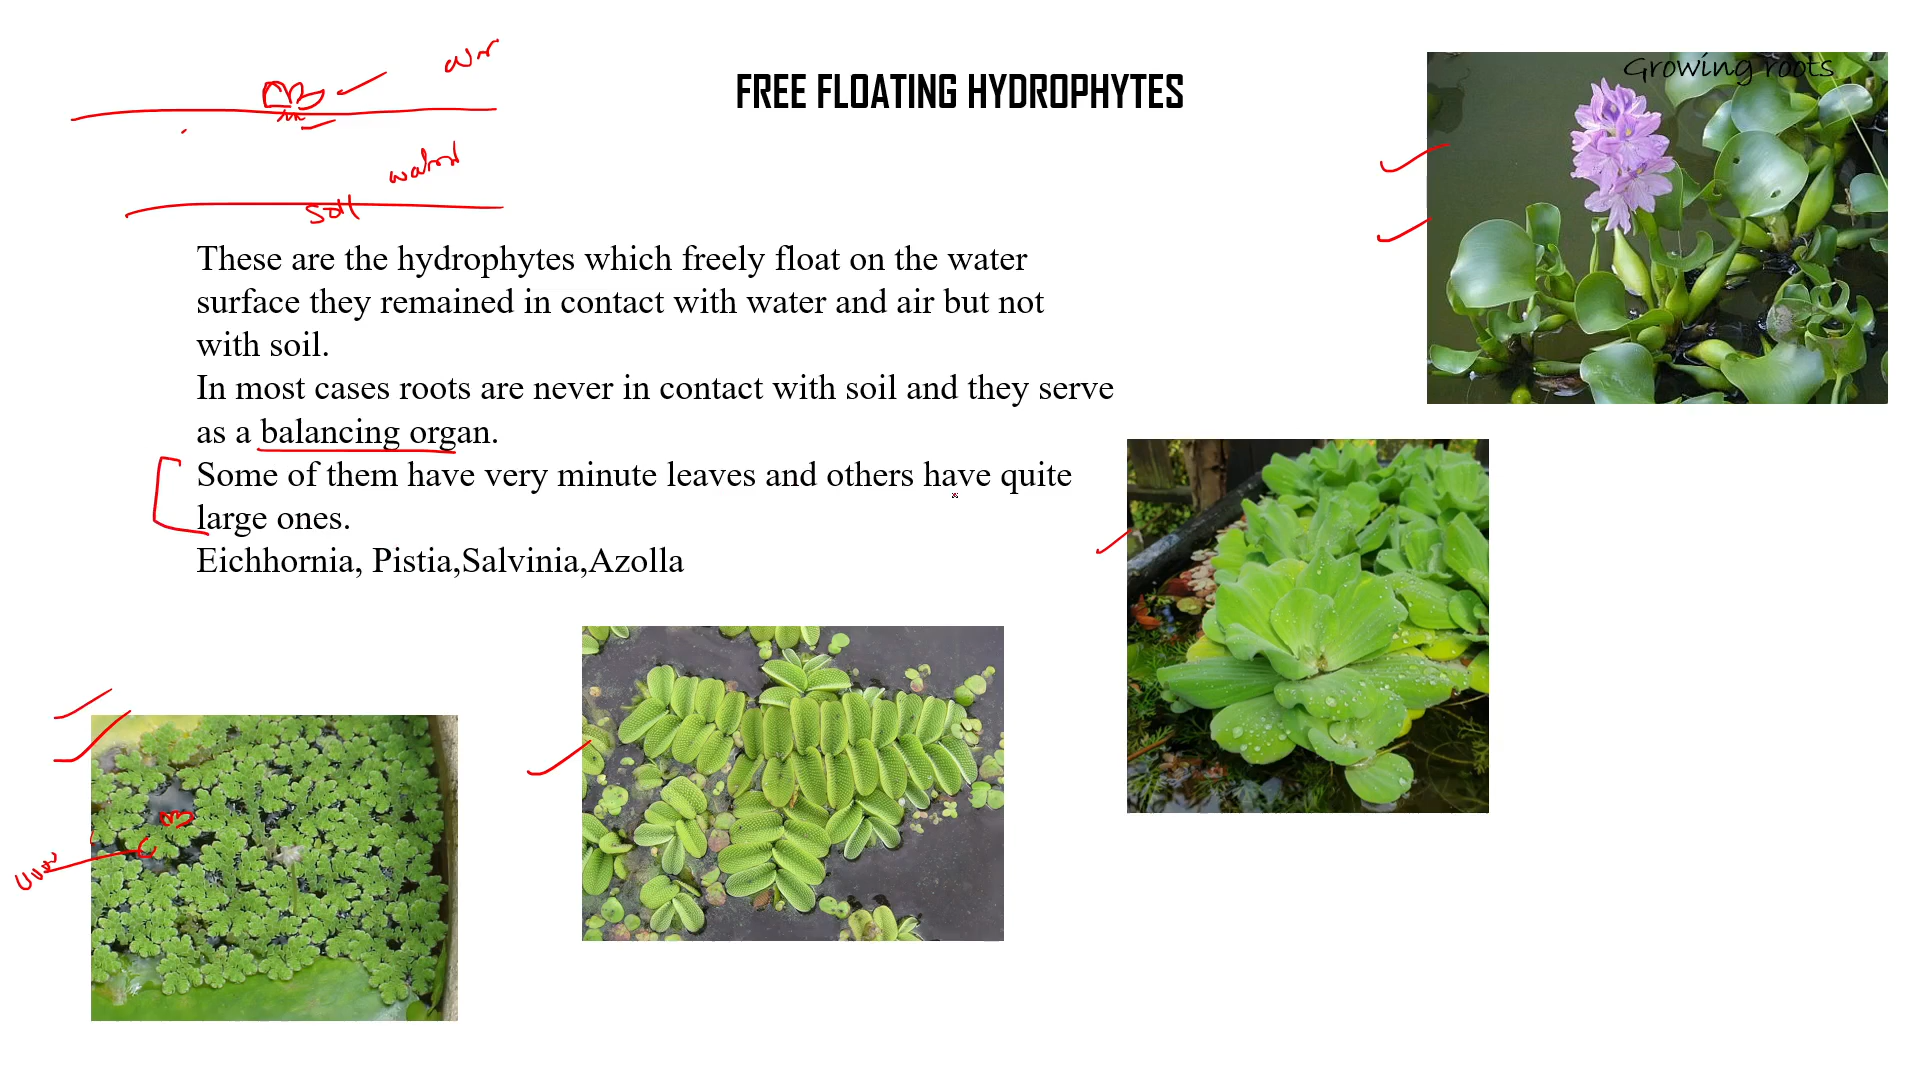 FREE FLOATING HYDROPHYTES
Growing roots
air
water
soil
These are the hydrophytes which freely float on the water
surface they remained in contact with water and air but not
with soil.
In most cases roots are never in contact with soil and they serve
as a balancing organ.
Some of them have very minute leaves and others have quite
large ones.
Eichhornia, Pistia,Salvinia,Azolla